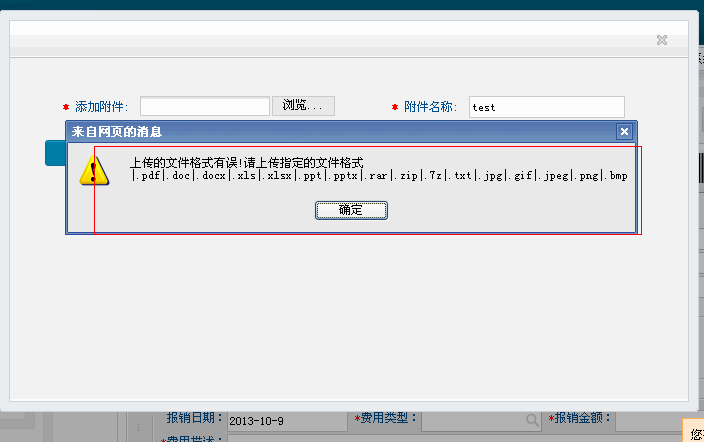 * 添加附件: 浏览... * 附件名称: test
来自网页的消息
上传的文件格式有误!请上传指定的文件格式
|.pdf|.doc|.docx|.xls|.xlsx|.ppt|.pptx|.rar|.zip|.7z|.txt|.jpg|.gif|.jpeg|.png|.bmp
确定
报销日期: 2013-10-9 *费用类型: *报销金额:
*费用描述:
您